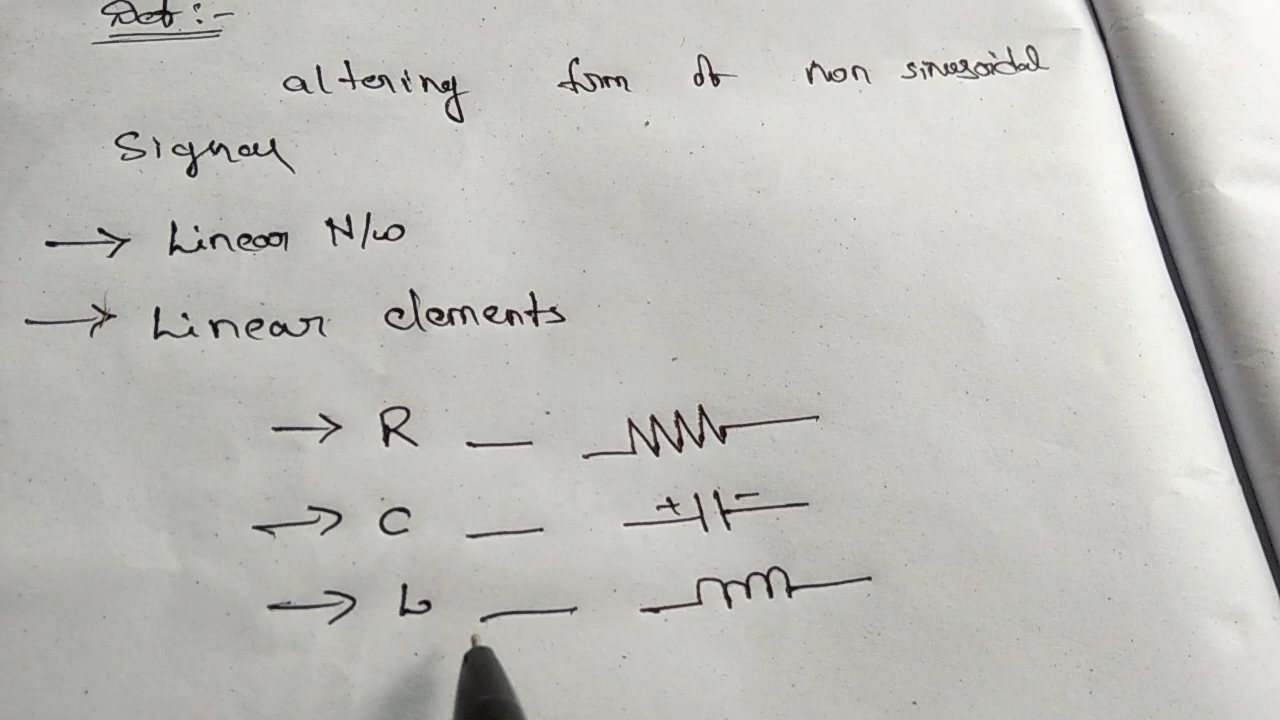 Def :-
altering form of non sinusoidal
Signal
→ Linear N/w
→ Linear elements
→ R —
→ C — + -
→ L —